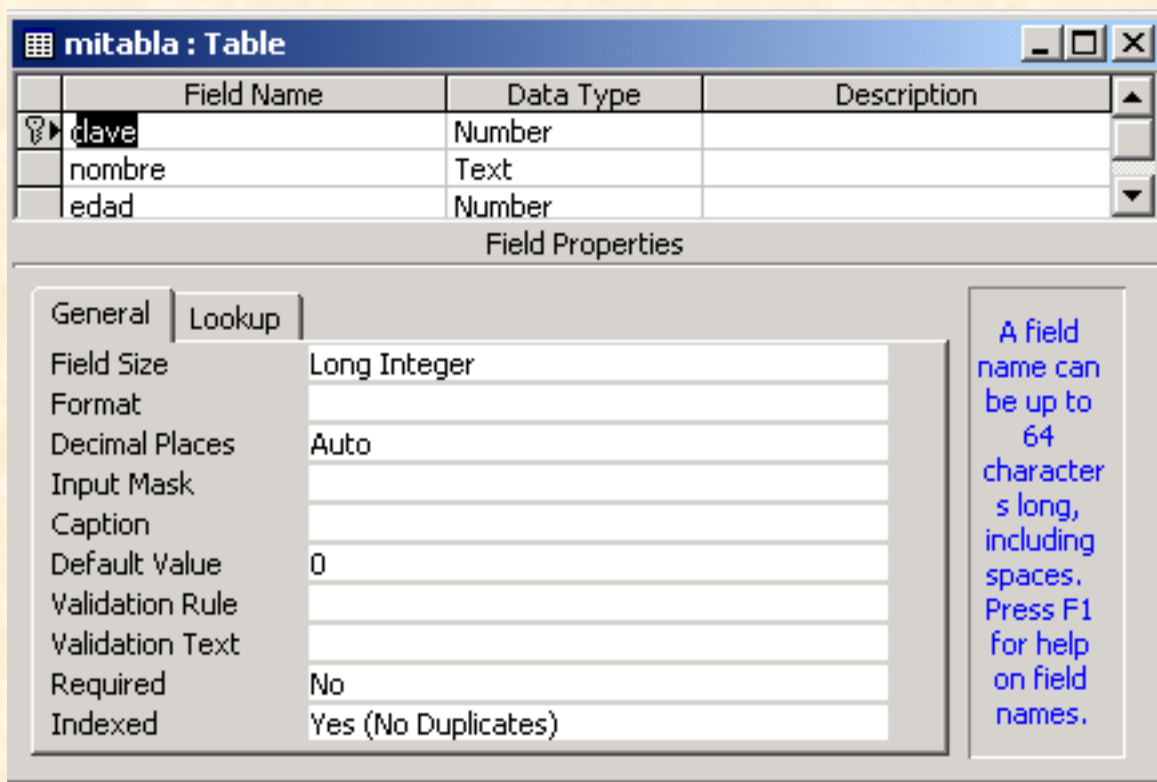 mitabla : Table
Field Name Data Type Description
clave Number
nombre Text
edad Number
Field Properties
General Lookup
Field Size Long Integer
Format
Decimal Places Auto
Input Mask
Caption
Default Value 0
Validation Rule
Validation Text
Required No
Indexed Yes (No Duplicates)
A field
name can
be up to
64
character
s long,
including
spaces.
Press F1
for help
on field
names.